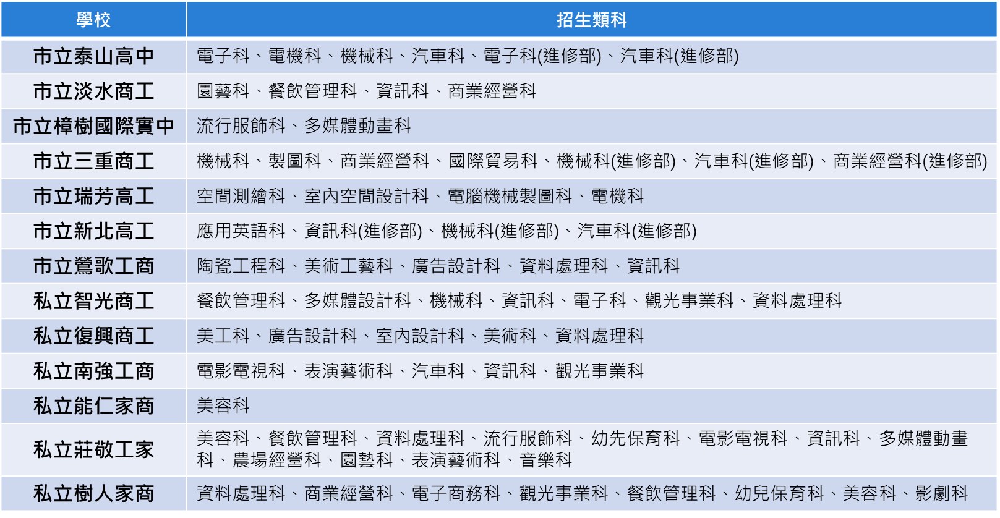 學校 招生類科
市立泰山高中 電子科、電機科、機械科、汽車科、電子科(進修部)、汽車科(進修部)
市立淡水商工 園藝科、餐飲管理科、資訊科、商業經營科
市立樟樹國際實中 流行服飾科、多媒體動畫科
市立三重商工 機械科、製圖科、商業經營科、國際貿易科、機械科(進修部)、汽車科(進修部)、商業經營科(進修部)
市立瑞芳高工 空間測繪科、室內空間設計科、電腦機械製圖科、電機科
市立新北高工 應用英語科、資訊科(進修部)、機械科(進修部)、汽車科(進修部)
市立鶯歌工商 陶瓷工程科、美術工藝科、廣告設計科、資料處理科、資訊科
私立智光商工 餐飲管理科、多媒體設計科、機械科、資訊科、電子科、觀光事業科、資料處理科
私立復興商工 美工科、廣告設計科、室內設計科、美術科、資料處理科
私立南強工商 電影電視科、表演藝術科、汽車科、資訊科、觀光事業科
私立能仁家商 美容科
私立莊敬工家 美容科、餐飲管理科、資料處理科、流行服飾科、幼先保育科、電影電視科、資訊科、多媒體動畫
科、農場經營科、園藝科、表演藝術科、音樂科
私立樹人家商 資料處理科、商業經營科、電子商務科、觀光事業科、餐飲管理科、幼兒保育科、美容科、影劇科